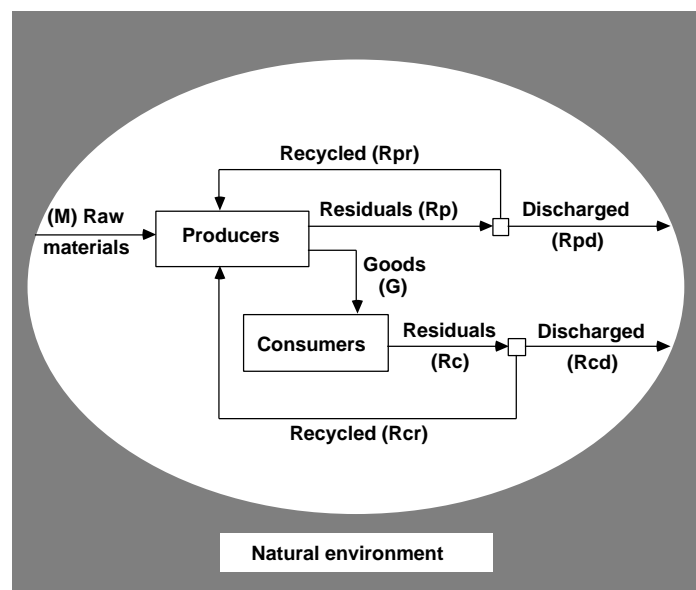 Recycled (Rpr)
(M) Raw
materials
Producers
Residuals (Rp)
Discharged
(Rpd)
Goods
(G)
Consumers
Residuals
(Rc)
Discharged
(Rcd)
Recycled (Rcr)
Natural environment